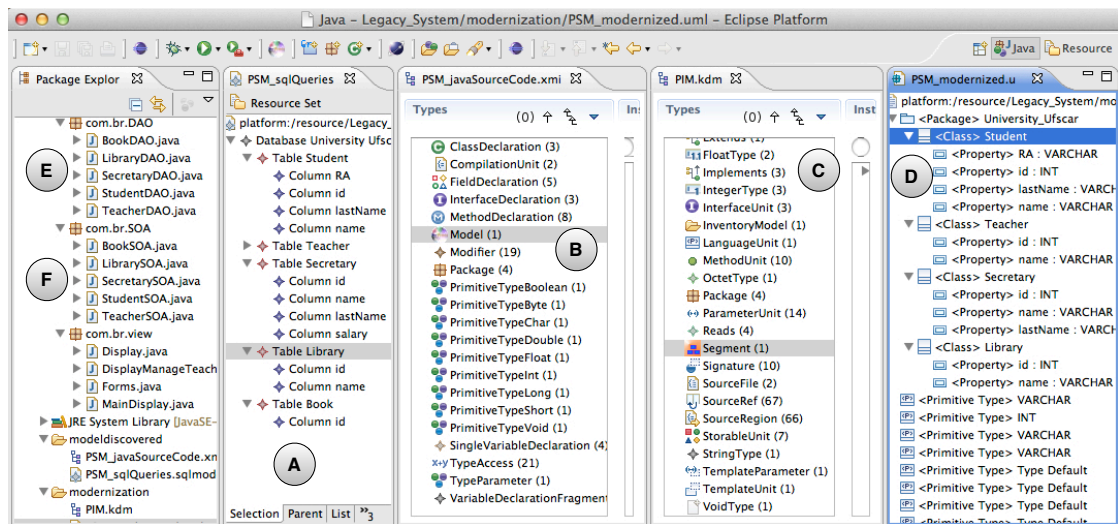 Java - Legacy_System/modernization/PSM_modernized.uml - Eclipse Platform
Java
Resource
Package Explor
com.br.DAO
BookDAO.java
LibraryDAO.java
SecretaryDAO.java
StudentDAO.java
TeacherDAO.java
com.br.SOA
BookSOA.java
LibrarySOA.java
SecretarySOA.java
StudentSOA.java
TeacherSOA.java
com.br.view
Display.java
DisplayManageTeach
Forms.java
MainDisplay.java
JRE System Library [JavaSE-
modeldiscovered
PSM_javaSourceCode.xn
PSM_sqlQueries.sqlmod
modernization
PIM.kdm
E
F
PSM_sqlQueries
Resource Set
platform:/resource/Legacy_
Database University Ufsc
Table Student
Column RA
Column id
Column lastName
Column name
Table Teacher
Table Secretary
Column id
Column name
Column lastName
Column salary
Table Library
Column id
Column name
Table Book
Column id
A
Selection Parent List »3
PSM_javaSourceCode.xmi
Types (0)
Inst
ClassDeclaration (3)
CompilationUnit (2)
FieldDeclaration (5)
InterfaceDeclaration (3)
MethodDeclaration (8)
Model (1)
Modifier (19)
Package (4)
PrimitiveTypeBoolean (1)
PrimitiveTypeByte (1)
PrimitiveTypeChar (1)
PrimitiveTypeDouble (1)
PrimitiveTypeFloat (1)
PrimitiveTypeInt (1)
PrimitiveTypeLong (1)
PrimitiveTypeShort (1)
PrimitiveTypeVoid (1)
SingleVariableDeclaration (4)
x+y TypeAccess (21)
TypeParameter (1)
VariableDeclarationFragment
B
PIM.kdm
Types (0)
Inst
Extends (1)
FloatType (2)
Implements (3)
IntegerType (3)
InterfaceUnit (3)
InventoryModel (1)
LanguageUnit (1)
MethodUnit (10)
OctetType (1)
Package (4)
ParameterUnit (14)
Reads (4)
Segment (1)
Signature (10)
SourceFile (2)
SourceRef (67)
SourceRegion (66)
StorableUnit (7)
StringType (1)
TemplateParameter (1)
TemplateUnit (1)
VoidType (1)
C
PSM_modernized.u
platform:/resource/Legacy_System/mo
<Package> University_Ufscar
<Class> Student
<Property> RA : VARCHAR
<Property> id : INT
<Property> lastName : VARCH
<Property> name : VARCHAR
<Class> Teacher
<Property> id : INT
<Property> name : VARCHAR
<Class> Secretary
<Property> id : INT
<Property> name : VARCHAR
<Property> lastName : VARCH
<Class> Library
<Property> id : INT
<Property> name : VARCHAR
<Primitive Type> VARCHAR
<Primitive Type> INT
<Primitive Type> VARCHAR
<Primitive Type> VARCHAR
<Primitive Type> Type Default
<Primitive Type> Type Default
<Primitive Type> Type Default
D